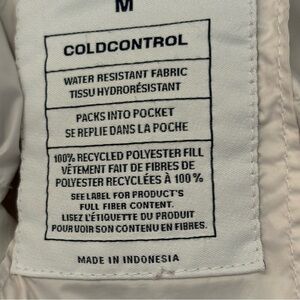 M
COLDCONTROL
WATER RESISTANT FABRIC
TISSU HYDRORÉSISTANT
PACKS INTO POCKET
SE REPLIE DANS LA POCHE
100% RECYCLED POLYESTER FILL
VÊTEMENT FAIT DE FIBRES DE
POLYESTER RECYCLÉES À 100 %
SEE LABEL FOR PRODUCT'S
FULL FIBER CONTENT.
LISEZ L'ÉTIQUETTE DU PRODUIT
POUR VOIR SON CONTENU EN FIBRES.
MADE IN INDONESIA